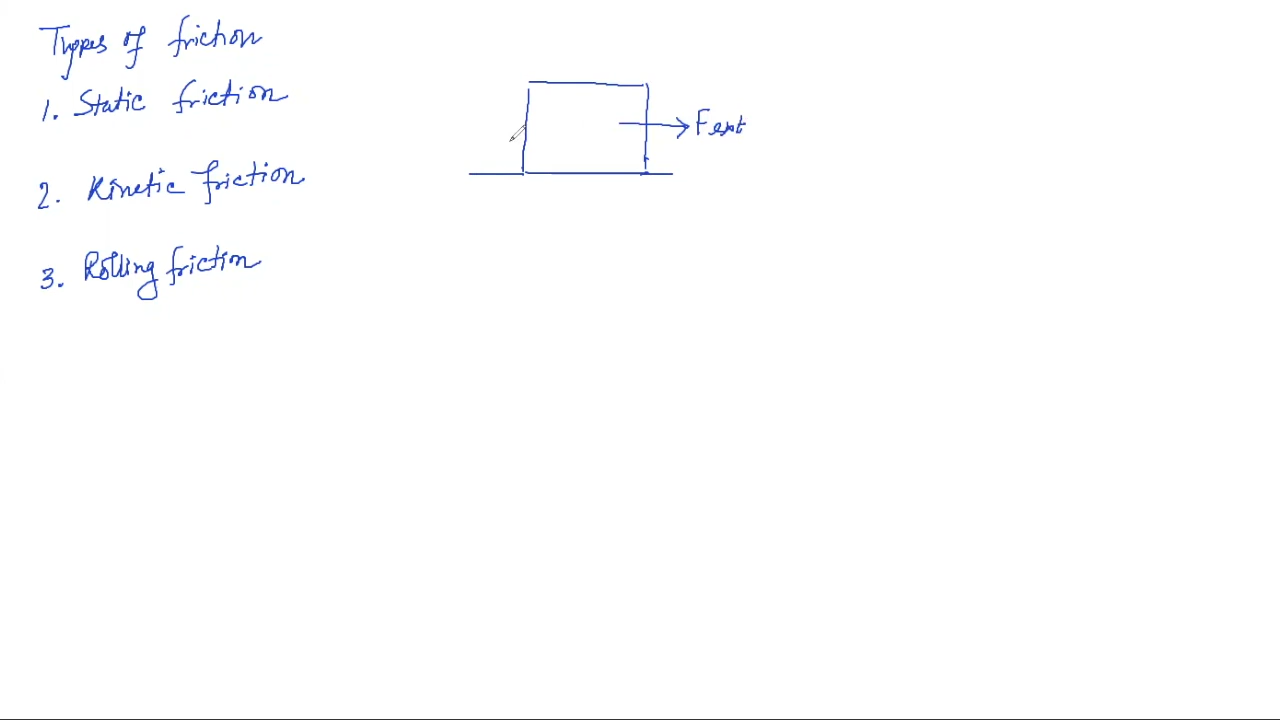 Types of friction
1. Static friction
Fext
2. Kinetic friction
3. Rolling friction